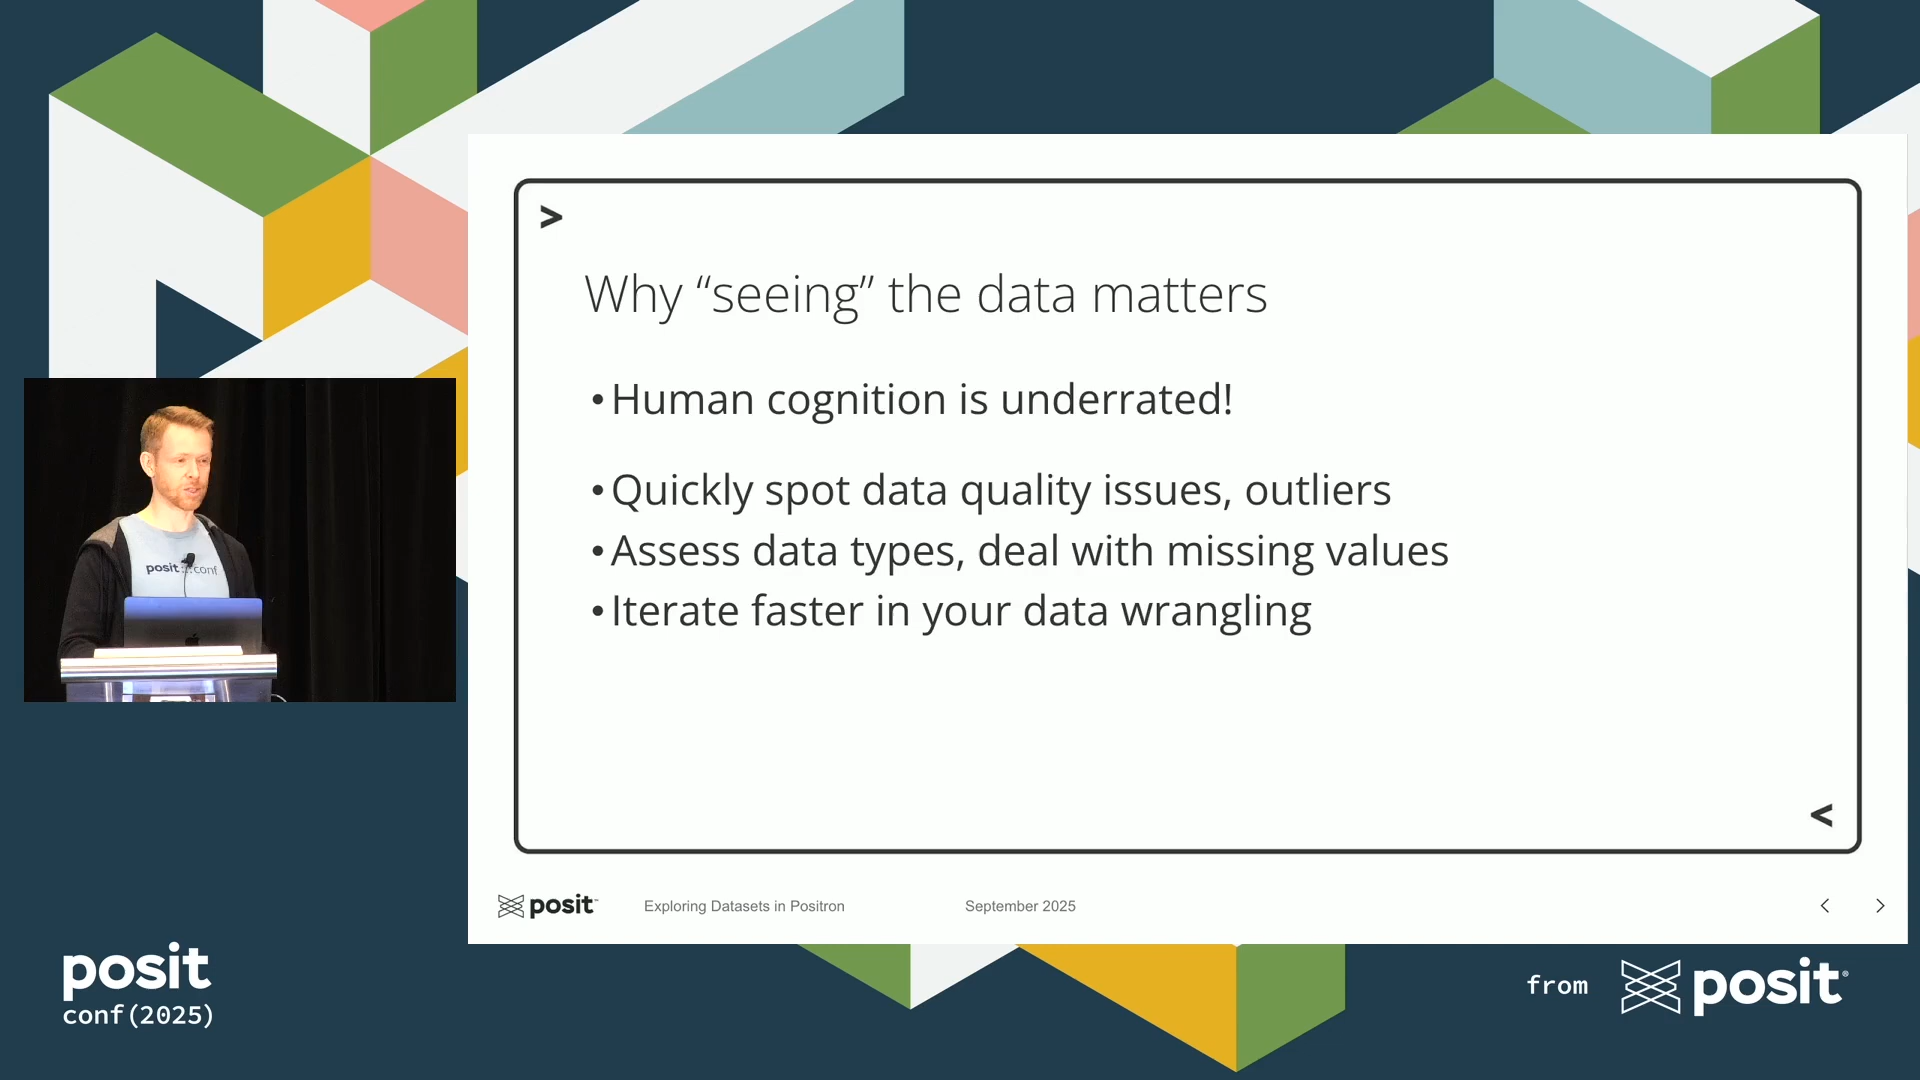 >
Why “seeing” the data matters
•Human cognition is underrated!
•Quickly spot data quality issues, outliers
•Assess data types, deal with missing values
•Iterate faster in your data wrangling
<
posit™
Exploring Datasets in Positron
September 2025
< >
posit::conf
posit
conf(2025)
from
posit®